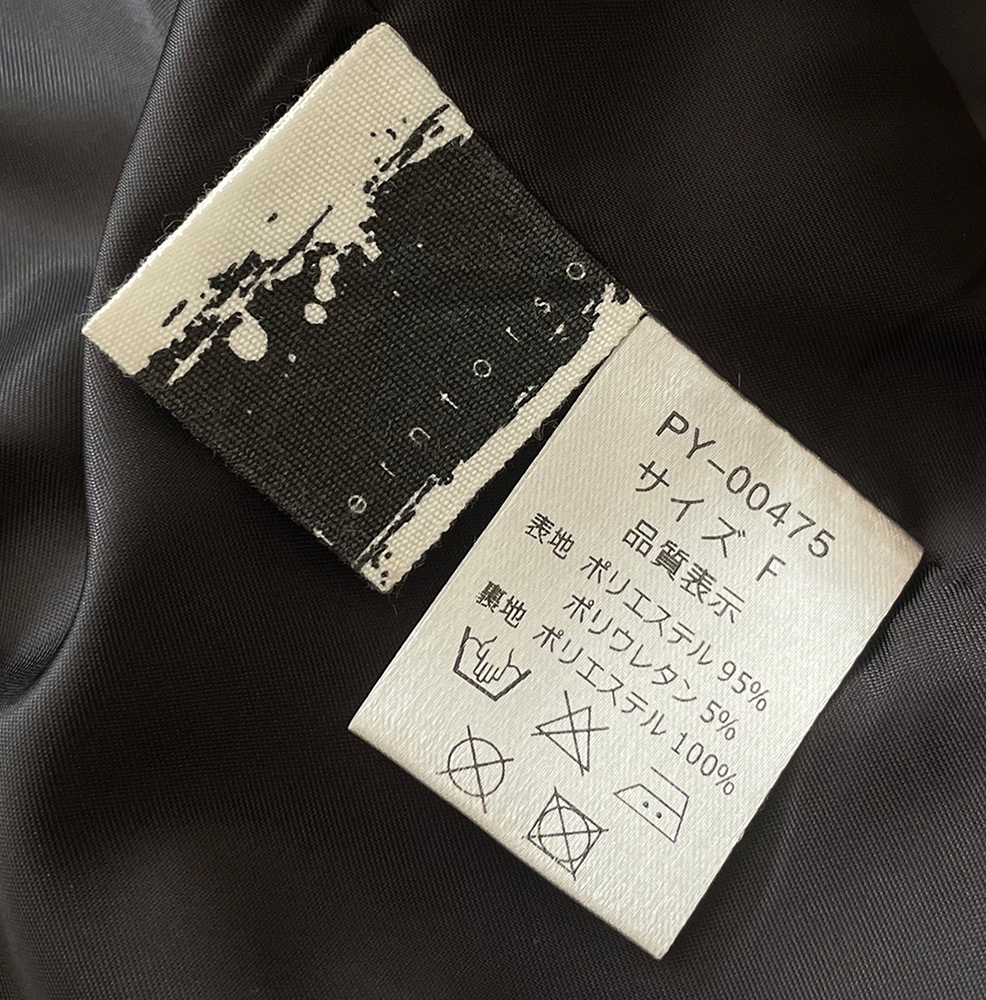 PY-00475
サイズ F
品質表示
表地 ポリエステル 95%
ポリウレタン 5%
裏地 ポリエステル 100%